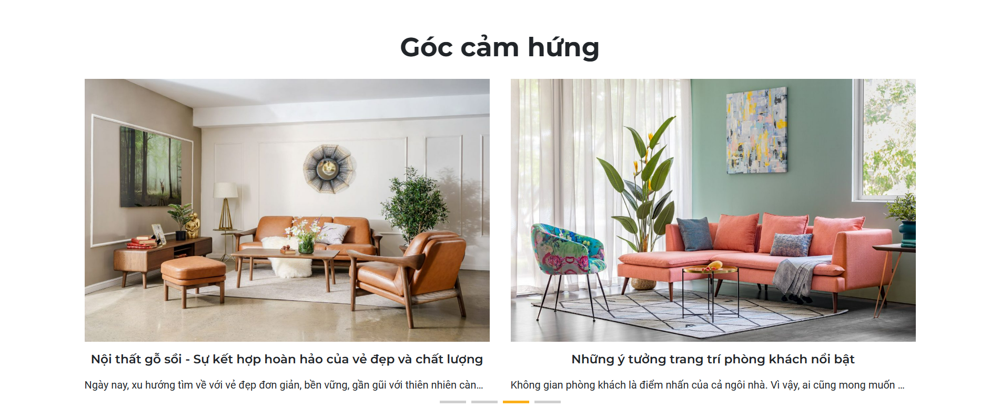 Góc cảm hứng
Nội thất gỗ sồi - Sự kết hợp hoàn hảo của vẻ đẹp và chất lượng
Những ý tưởng trang trí phòng khách nổi bật
Ngày nay, xu hướng tìm về với vẻ đẹp đơn giản, bền vững, gần gũi với thiên nhiên càn...
Không gian phòng khách là điểm nhấn của cả ngôi nhà. Vì vậy, ai cũng mong muốn ...